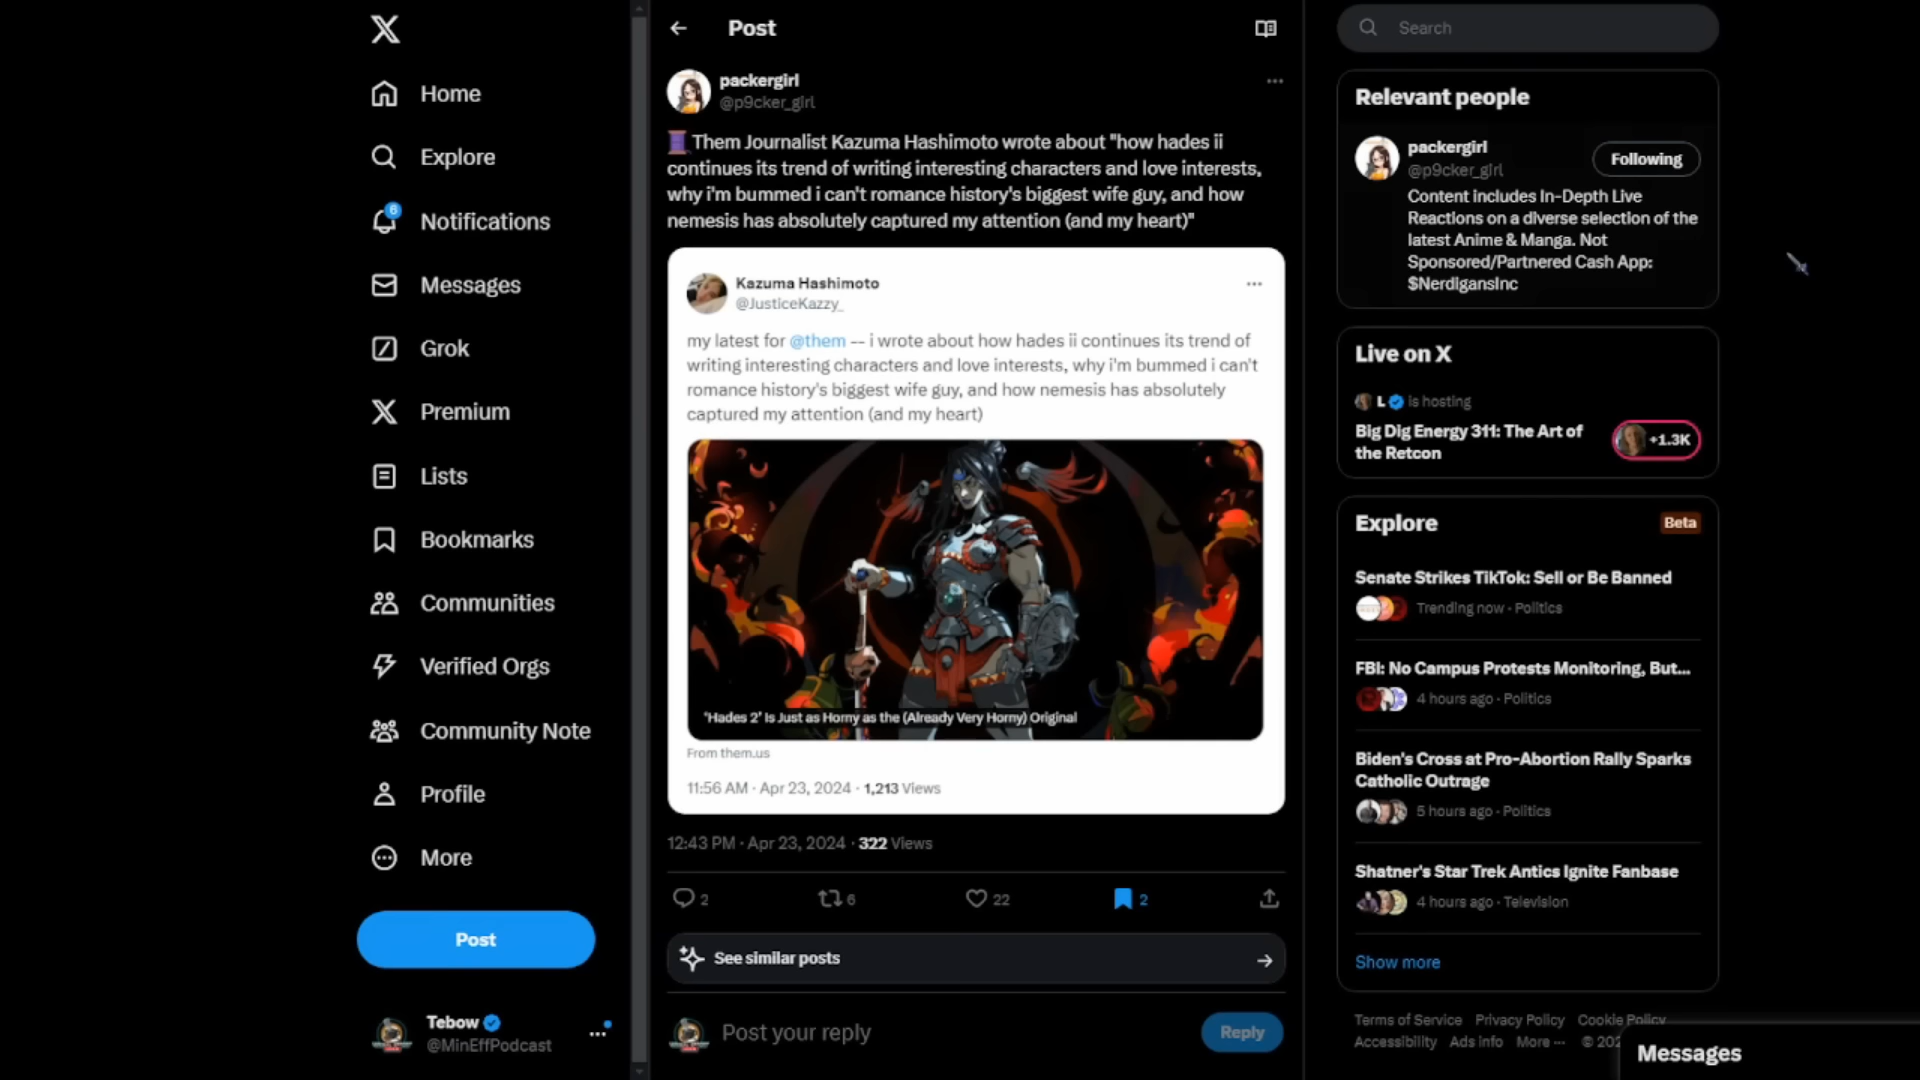 Home
Explore
6
Notifications
Messages
Grok
Premium
Lists
Bookmarks
Communities
Community Note
Verified Orgs
Profile
More
Post
Tebow
@MinEffPodcast
Post
packergirl
@p9cker_girl
Them Journalist Kazuma Hashimoto wrote about "how hades ii
continues its trend of writing interesting characters and love interests,
why i'm bummed i can't romance history's biggest wife guy, and how
nemesis has absolutely captured my attention (and my heart)"
Kazuma Hashimoto
@JusticeKazzy_
my latest for @them -- i wrote about how hades ii continues its trend of
writing interesting characters and love interests, why i'm bummed i can't
romance history's biggest wife guy, and how nemesis has absolutely
captured my attention (and my heart)
'Hades 2' Is Just as Horny as the (Already Very Horny) Original
From them.us
11:56 AM · Apr 23, 2024 · 1,213 Views
12:43 PM · Apr 23, 2024 · 322 Views
2
6
22
2
See similar posts
Post your reply
Reply
Search
Relevant people
packergirl
@p9cker_girl
Following
Content includes In-Depth Live
Reactions on a diverse selection of the
latest Anime & Manga. Not
Sponsored/Partnered Cash App:
$NerdigansInc
Live on X
L is hosting
Big Dig Energy 311: The Art of
the Retcon
+1.3K
Explore
Beta
Senate Strikes TikTok: Sell or Be Banned
Trending now · Politics
FBI: No Campus Protests Monitoring, But...
4 hours ago · Politics
Biden's Cross at Pro-Abortion Rally Sparks
Catholic Outrage
5 hours ago · Politics
Shatner's Star Trek Antics Ignite Fanbase
4 hours ago · Television
Show more
Terms of Service Privacy Policy Cookie Policy
Accessibility Ads info More ··· © 202
Messages